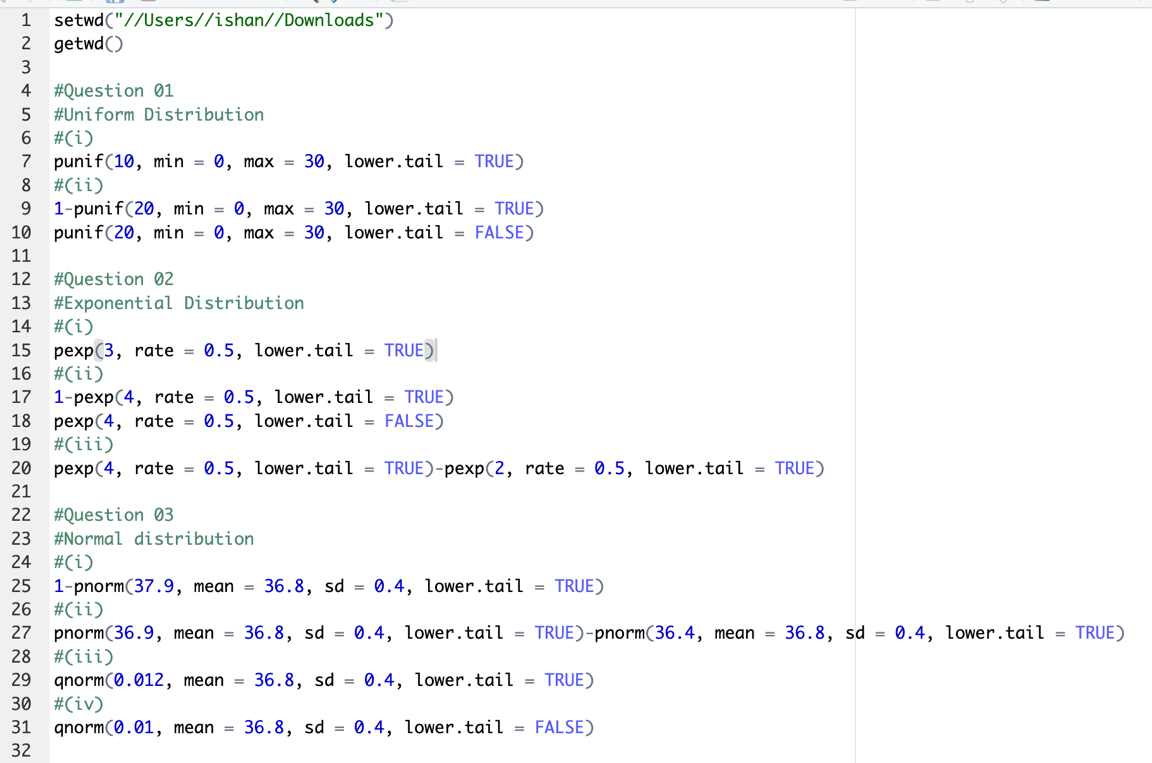 1 setwd("//Users//ishan//Downloads")
2 getwd()
3
4 #Question 01
5 #Uniform Distribution
6 #(i)
7 punif(10, min = 0, max = 30, lower.tail = TRUE)
8 #(ii)
9 1-punif(20, min = 0, max = 30, lower.tail = TRUE)
10 punif(20, min = 0, max = 30, lower.tail = FALSE)
11
12 #Question 02
13 #Exponential Distribution
14 #(i)
15 pexp(3, rate = 0.5, lower.tail = TRUE)
16 #(ii)
17 1-pexp(4, rate = 0.5, lower.tail = TRUE)
18 pexp(4, rate = 0.5, lower.tail = FALSE)
19 #(iii)
20 pexp(4, rate = 0.5, lower.tail = TRUE)-pexp(2, rate = 0.5, lower.tail = TRUE)
21
22 #Question 03
23 #Normal distribution
24 #(i)
25 1-pnorm(37.9, mean = 36.8, sd = 0.4, lower.tail = TRUE)
26 #(ii)
27 pnorm(36.9, mean = 36.8, sd = 0.4, lower.tail = TRUE)-pnorm(36.4, mean = 36.8, sd = 0.4, lower.tail = TRUE)
28 #(iii)
29 qnorm(0.012, mean = 36.8, sd = 0.4, lower.tail = TRUE)
30 #(iv)
31 qnorm(0.01, mean = 36.8, sd = 0.4, lower.tail = FALSE)
32